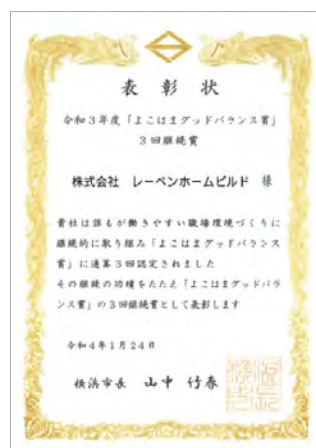 表彰状
令和3年度「よこはまグッドバランス賞」
3回継続賞
株式会社 レーベンホームビルド 様
貴社は誰もが働きやすい職場環境づくりに
継続的に取り組み「よこはまグッドバランス
賞」に通算3回認定されました
その継続の功績をたたえ「よこはまグッドバラ
ンス賞」の3回継続賞として表彰します
令和4年1月24日
横浜市長 山中 竹春